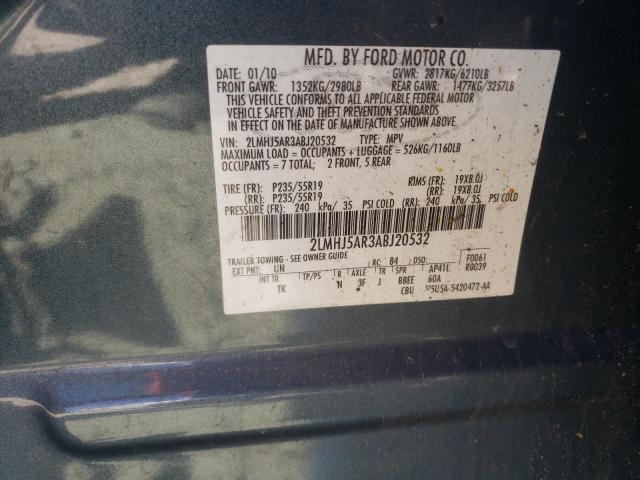 MFD. BY FORD MOTOR CO.
DATE: 01/10 GVWR: 2817KG/6210LB
FRONT GAWR: 1352KG/2980LB REAR GAWR: 1477KG/3257LB
THIS VEHICLE CONFORMS TO ALL APPLICABLE FEDERAL MOTOR
VEHICLE SAFETY AND THEFT PREVENTION STANDARDS
IN EFFECT ON THE DATE OF MANUFACTURE SHOWN ABOVE.
VIN: 2LMHJ5AR3ABJ20532 TYPE: MPV
MAXIMUM LOAD = OCCUPANTS + LUGGAGE = 526KG/1160LB
OCCUPANTS = 7 TOTAL; 2 FRONT, 5 REAR
TIRE (FR): P235/55R19 RIMS (FR): 19X8.0J
(RR): P235/55R19 (RR): 19X8.0J
PRESSURE (FR): 240 kPa/ 35 PSI COLD (RR): 240 kPa/ 35 PSI COLD
2LMHJ5AR3ABJ20532
TRAILER TOWING - SEE OWNER GUIDE RC: 84 DSO: F0061
EXT PNT: UN AP41L R0039
INT TR TP/PS R AXLE TR SPR BBEE 60A
TK N 3F J CBU 5U5A-5420472-AA